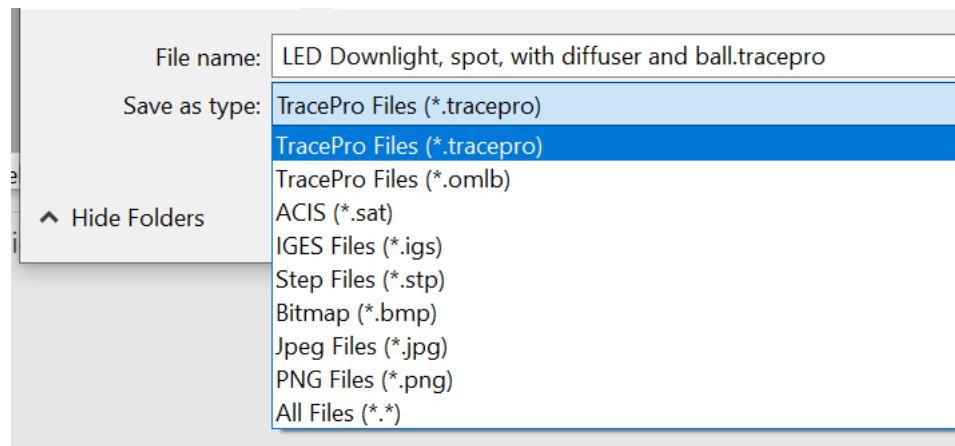 File name: LED Downlight, spot, with diffuser and ball.tracepro
Save as type: TracePro Files (*.tracepro)
TracePro Files (*.tracepro)
TracePro Files (*.omlb)
ACIS (*.sat)
Hide Folders
IGES Files (*.igs)
Step Files (*.stp)
Bitmap (*.bmp)
Jpeg Files (*.jpg)
PNG Files (*.png)
All Files (*.*)